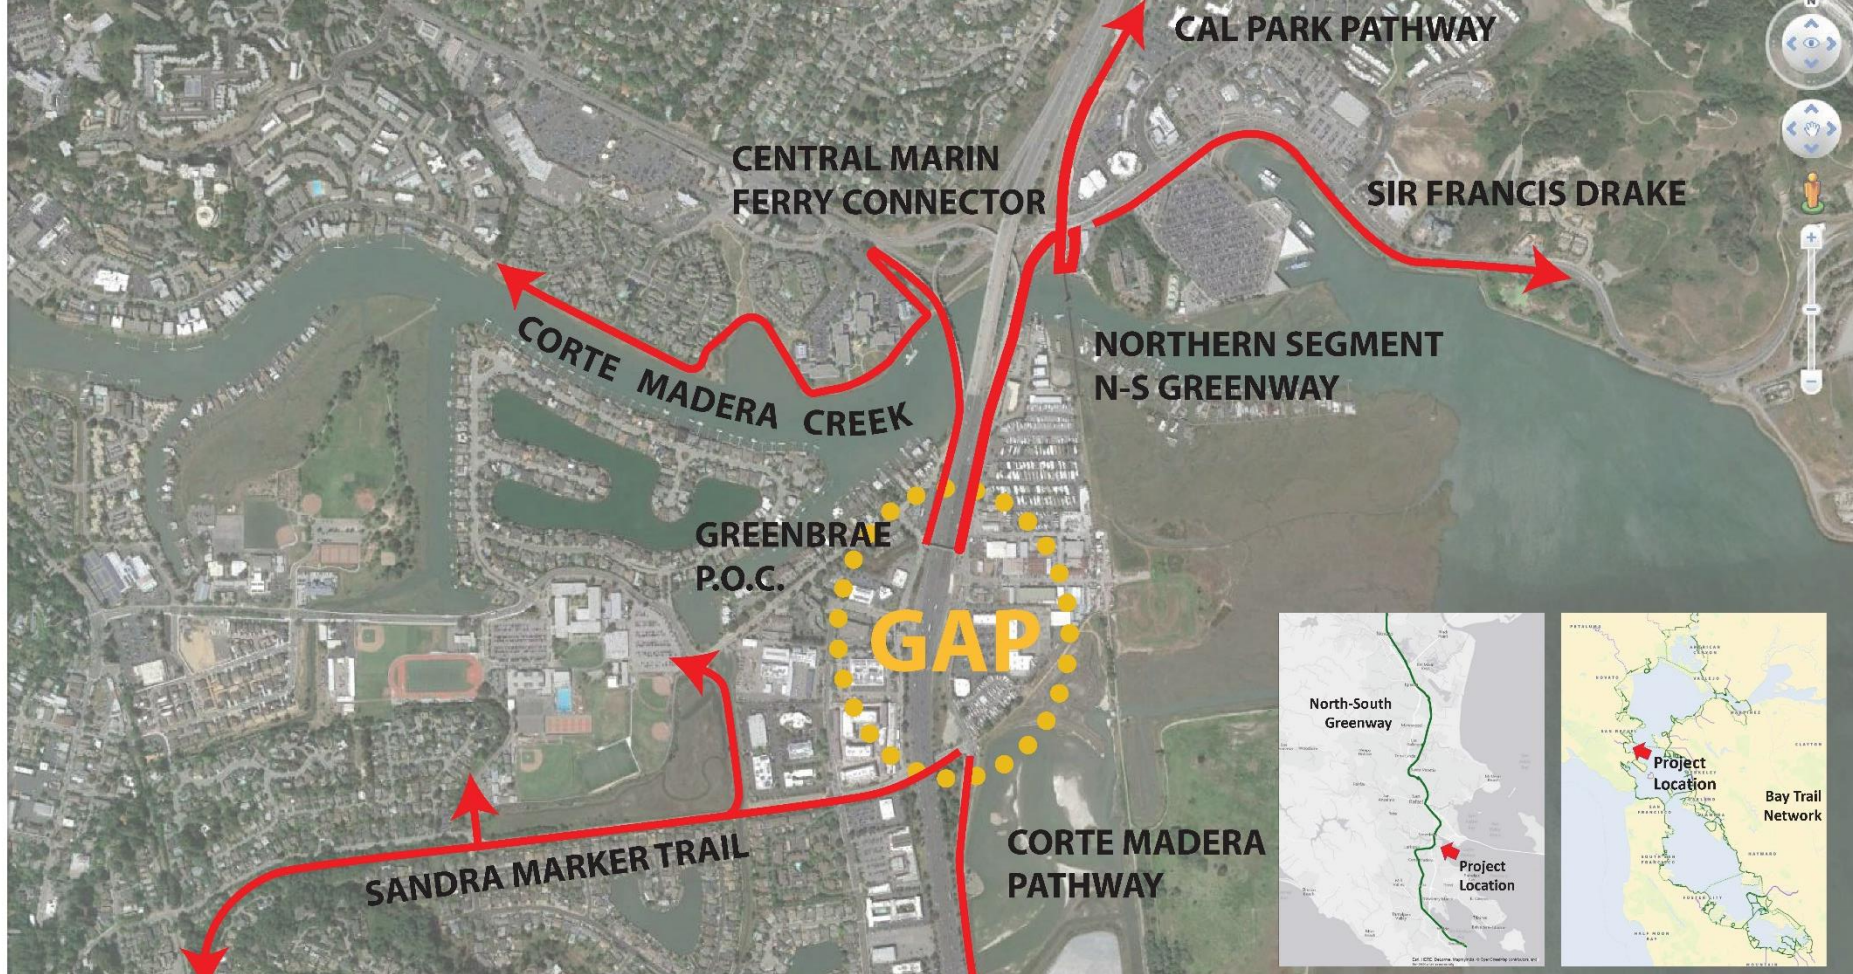 N
CAL PARK PATHWAY
CENTRAL MARIN
FERRY CONNECTOR
SIR FRANCIS DRAKE
CORTE MADERA CREEK
NORTHERN SEGMENT
N-S GREENWAY
GREENBRAE
P.O.C.
GAP
SANDRA MARKER TRAIL
CORTE MADERA
PATHWAY
North-South
Greenway
Project
Location
Project
Location
Bay Trail
Network